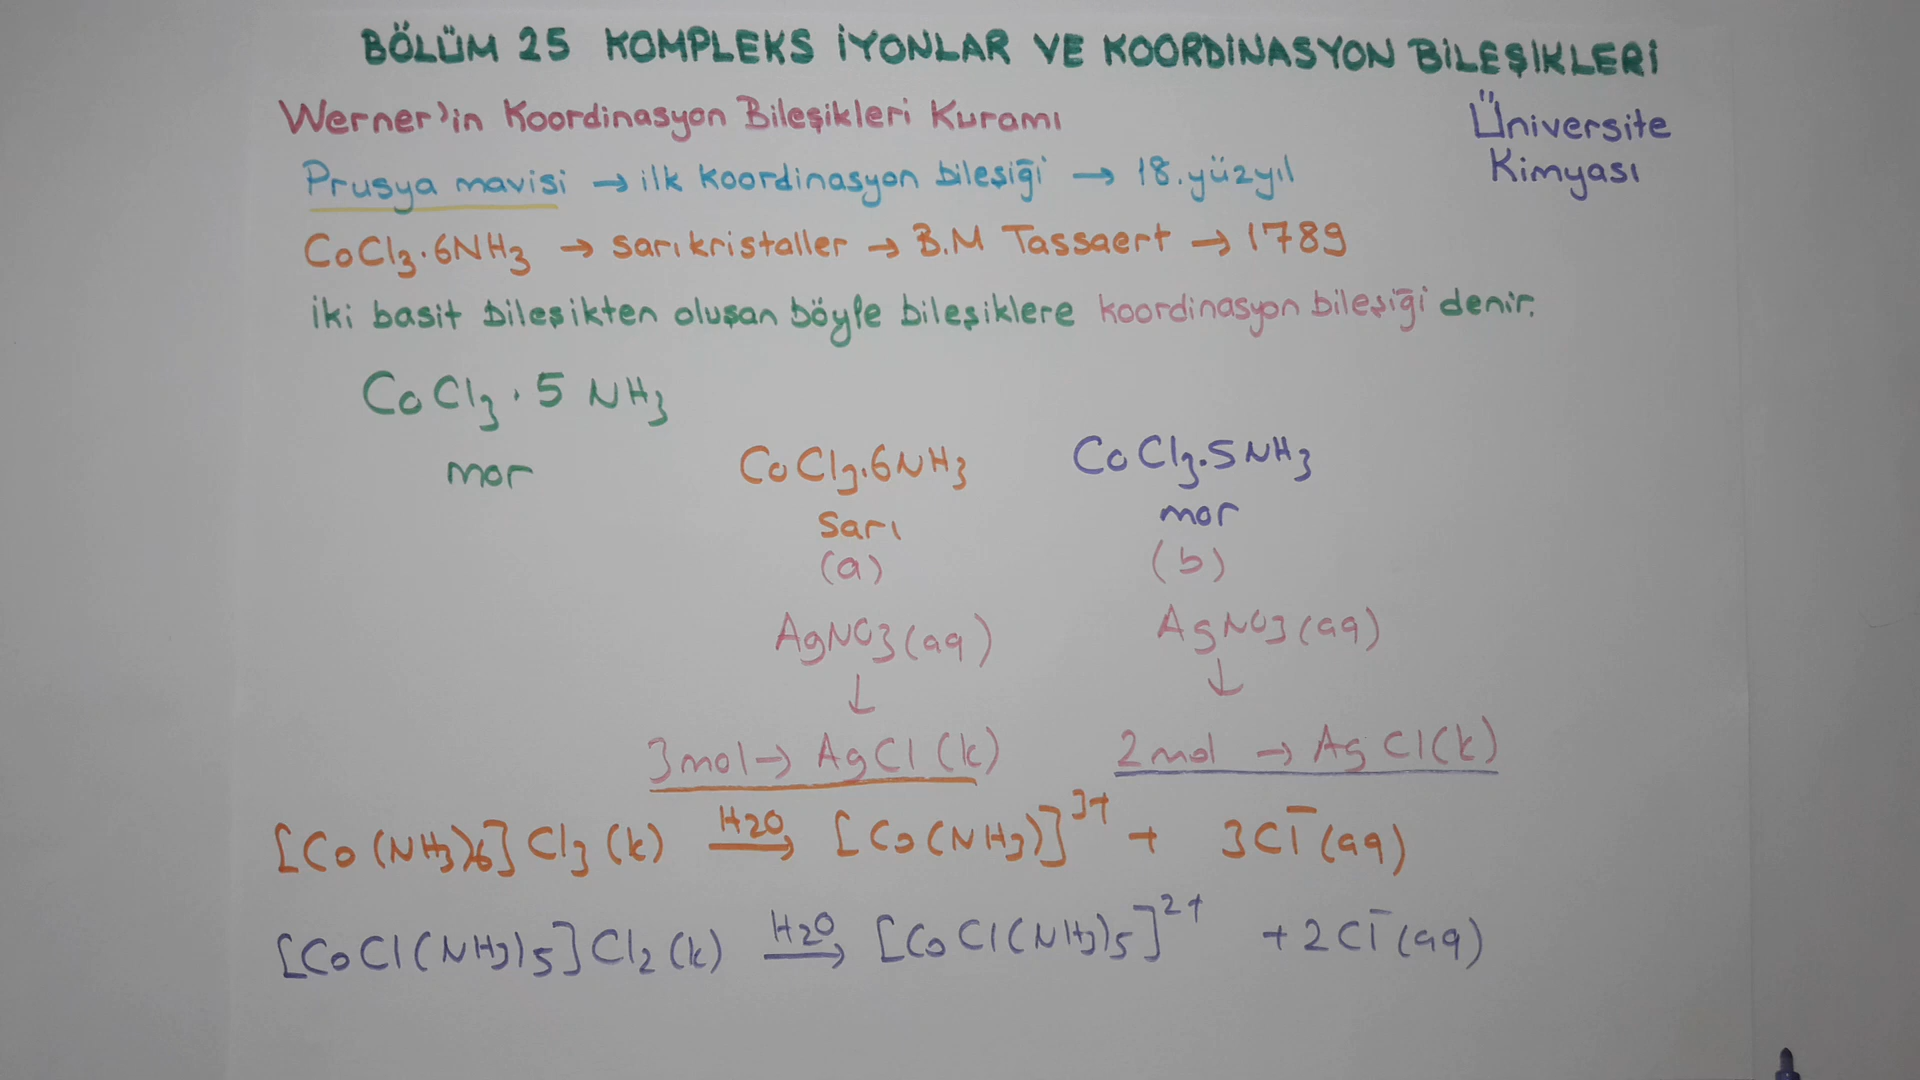 BÖLÜM 25 KOMPLEKS İYONLAR VE KOORDİNASYON BİLEŞİKLERİ
Werner'in Koordinasyon Bileşikleri Kuramı
Üniversite
Kimyası
Prusya mavisi → ilk koordinasyon bileşiği → 18.yüzyıl
CoCl3.6NH3 → sarı kristaller → B.M Tassaert → 1789
iki basit bileşikten oluşan böyle bileşiklere koordinasyon bileşiği denir.
CoCl3.5NH3
mor
CoCl3.6NH3
sarı
(a)
AgNO3(aq)
↓
3mol→ AgCl(k)
CoCl3.5NH3
mor
(b)
AgNO3(aq)
↓
2mol → AgCl(k)
[Co(NH3)6]Cl3(k) H2O → [Co(NH3)]3+ + 3Cl-(aq)
[CoCl(NH3)5]Cl2(k) H2O → [CoCl(NH3)5]2+ + 2Cl-(aq)